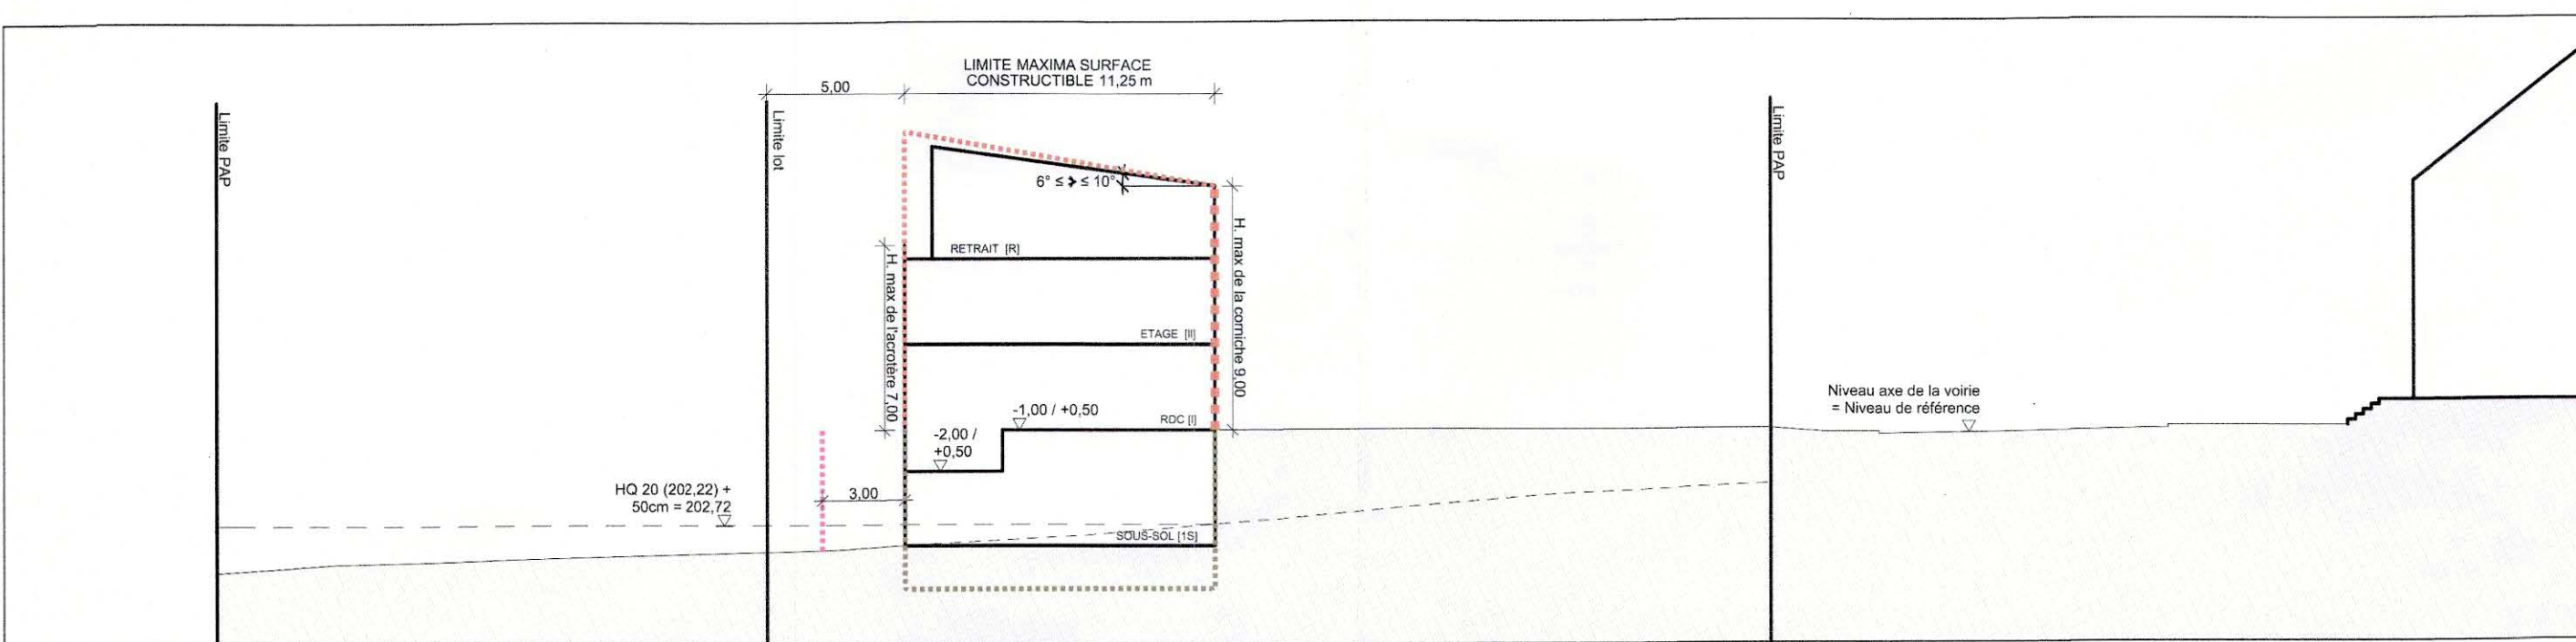 LIMITE MAXIMA SURFACE
CONSTRUCTIBLE 11,25 m
5,00
Limite PAP
Limite lot
Limite PAP
6° ≤ ≤ 10°
RETRAIT [R]
H. max de l'acrotère 7,00
H. max de la corniche 9,00
ETAGE [II]
-1,00 / +0,50
RDC [I]
-2,00 /
+0,50
Niveau axe de la voirie
= Niveau de référence
HQ 20 (202,22) +
50cm = 202,72
3,00
SOUS-SOL [1S]